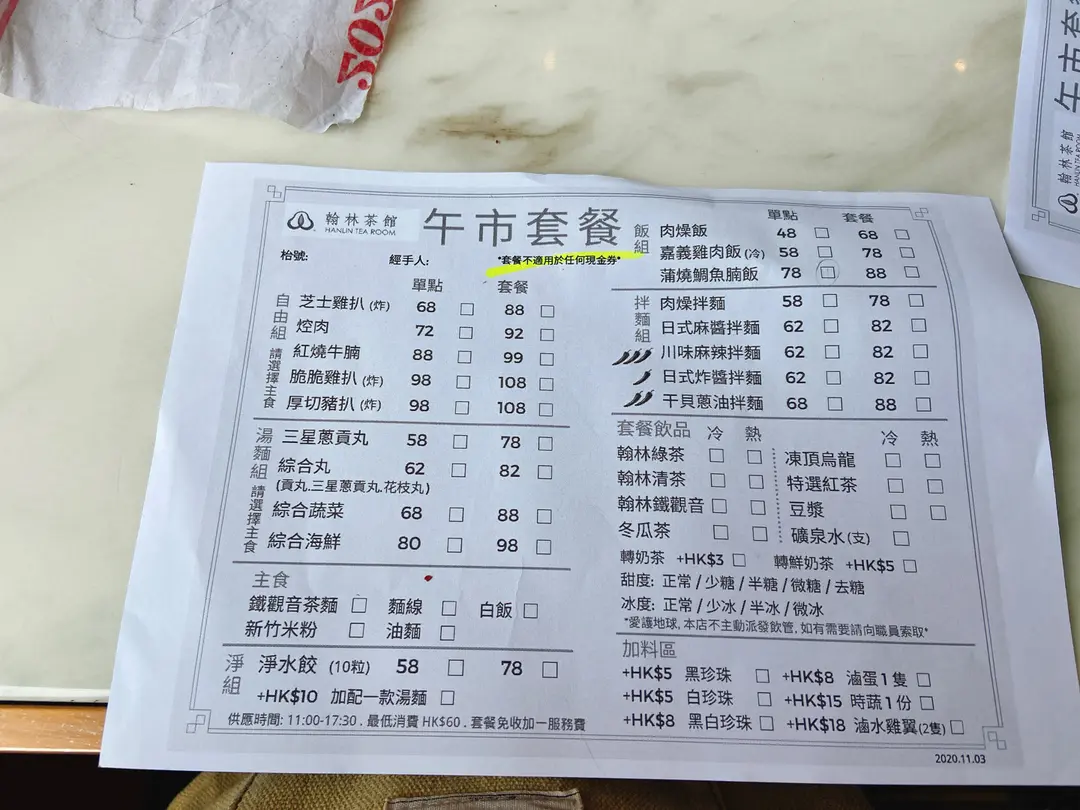 505
翰林茶館
HANLIN TEA ROOM
午市套餐
枱號:
經手人:
*套餐不適用於任何現金券*
單點 套餐
自由組 請選擇主食
芝士雞扒 (炸) 68 □ 88 □
焢肉 72 □ 92 □
紅燒牛腩 88 □ 99 □
脆脆雞扒 (炸) 98 □ 108 □
厚切豬扒 (炸) 98 □ 108 □
湯麵組 請選擇主食
三星蔥貢丸 58 □ 78 □
綜合丸 62 □ 82 □
(貢丸.三星蔥貢丸.花枝丸)
綜合蔬菜 68 □ 88 □
綜合海鮮 80 □ 98 □
主食
鐵觀音茶麵 □ 麵線 □ 白飯 □
新竹米粉 □ 油麵 □
淨組
淨水餃 (10粒) 58 □ 78 □
+HK$10 加配一款湯麵 □
供應時間: 11:00-17:30 . 最低消費 HK$60 . 套餐免收加一服務費
單點 套餐
飯組
肉燥飯 48 □ 68 □
嘉義雞肉飯 (冷) 58 □ 78 □
蒲燒鯛魚腩飯 78 □ 88 □
拌麵組
肉燥拌麵 58 □ 78 □
日式麻醬拌麵 62 □ 82 □
川味麻辣拌麵 62 □ 82 □
日式炸醬拌麵 62 □ 82 □
干貝蔥油拌麵 68 □ 88 □
套餐飲品 冷 熱
翰林綠茶 □ □
翰林清茶 □ □
翰林鐵觀音 □ □
冬瓜茶 □ □
冷 熱
凍頂烏龍 □ □
特選紅茶 □ □
豆漿 □ □
礦泉水 (支) □
轉奶茶 +HK$3 □ 轉鮮奶茶 +HK$5 □
甜度: 正常 / 少糖 / 半糖 / 微糖 / 去糖
冰度: 正常 / 少冰 / 半冰 / 微冰
*愛護地球, 本店不主動派發飲管, 如有需要請向職員索取*
加料區
+HK$5 黑珍珠 □ +HK$8 滷蛋1隻 □
+HK$5 白珍珠 □ +HK$15 時蔬1份 □
+HK$8 黑白珍珠 □ +HK$18 滷水雞翼(2隻) □
2020.11.03
午市套
翰林茶館
HANLIN TEA ROOM